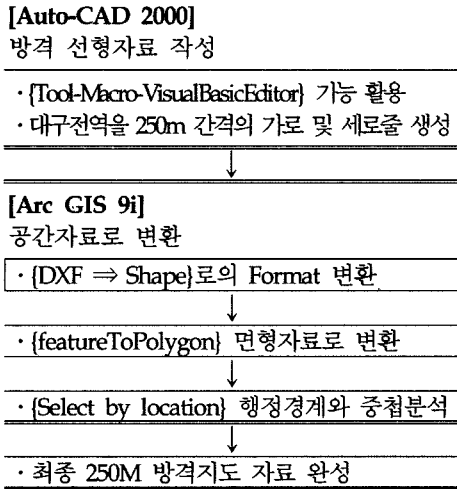 [Auto-CAD 2000]
방격 선형자료 작성
· {Tool-Macro-VisualBasicEditor} 기능 활용
· 대구전역을 250m 간격의 가로 및 세로줄 생성
↓
[Arc GIS 9i]
공간자료로 변환
· {DXF ⇒ Shape}로의 Format 변환
↓
· {featureToPolygon} 면형자료로 변환
↓
· {Select by location} 행정경계와 중첩분석
↓
· 최종 250M 방격지도 자료 완성